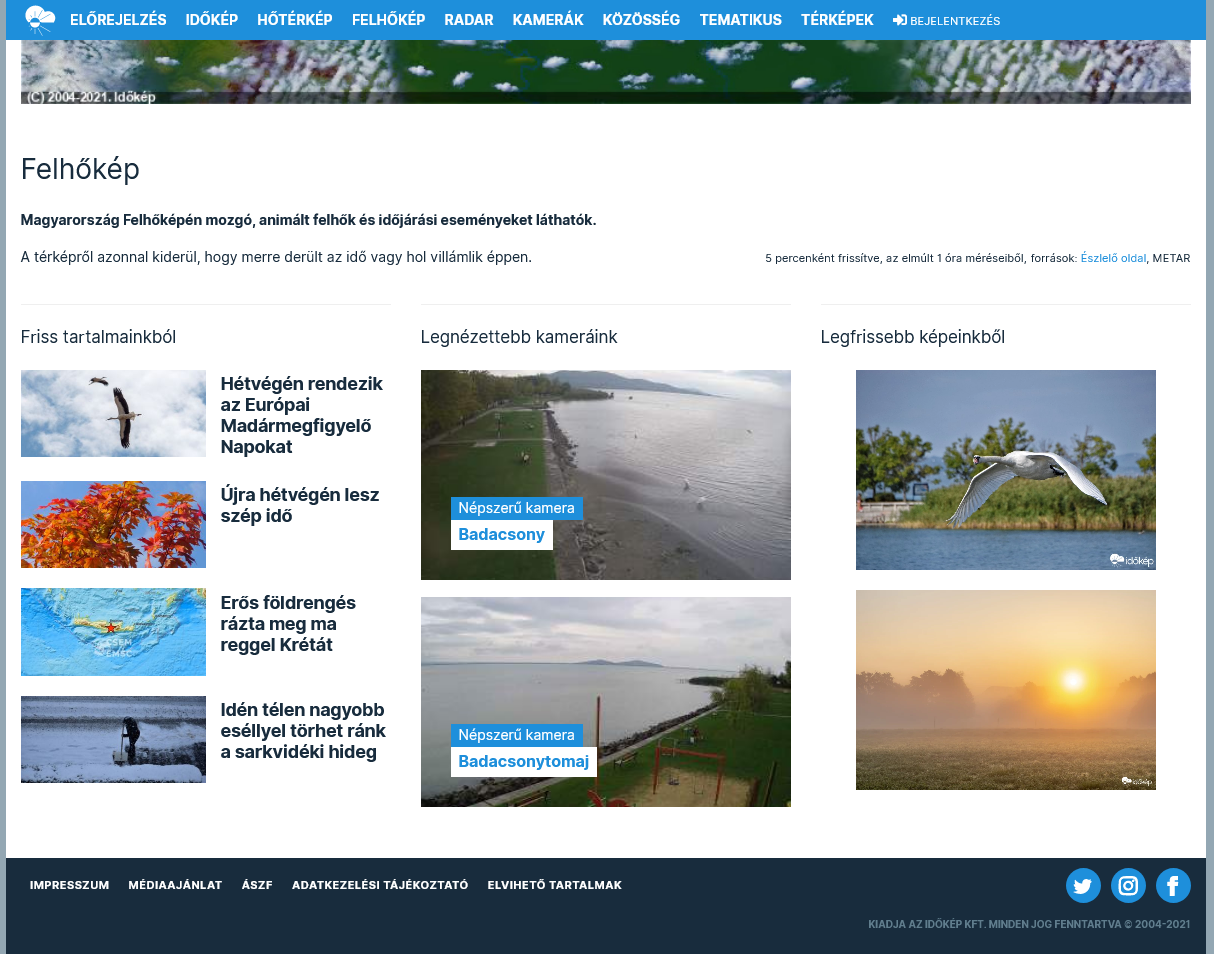 ELŐREJELZÉS IDŐKÉP HŐTÉRKÉP FELHŐKÉP RADAR KAMERÁK KÖZÖSSÉG TEMATIKUS TÉRKÉPEK BEJELENTKEZÉS
(C) 2004-2021. Időkép
Felhőkép
Magyarország Felhőképén mozgó, animált felhők és időjárási eseményeket láthatók.
A térképről azonnal kiderül, hogy merre derült az idő vagy hol villámlik éppen.
5 percenként frissítve, az elmúlt 1 óra méréseiből, források: Észlelő oldal, METAR
Friss tartalmainkból
Hétvégén rendezik
az Európai
Madármegfigyelő
Napokat
Újra hétvégén lesz
szép idő
CSEM
EMSC
Erős földrengés
rázta meg ma
reggel Krétát
Idén télen nagyobb
eséllyel törhet ránk
a sarkvidéki hideg
Legnézettebb kameráink
Népszerű kamera
Badacsony
Népszerű kamera
Badacsonytomaj
Legfrissebb képeinkből
időkép
időkép
IMPRESSZUM MÉDIAAJÁNLAT ÁSZF ADATKEZELÉSI TÁJÉKOZTATÓ ELVIHETŐ TARTALMAK
KIADJA AZ IDŐKÉP KFT. MINDEN JOG FENNTARTVA © 2004-2021